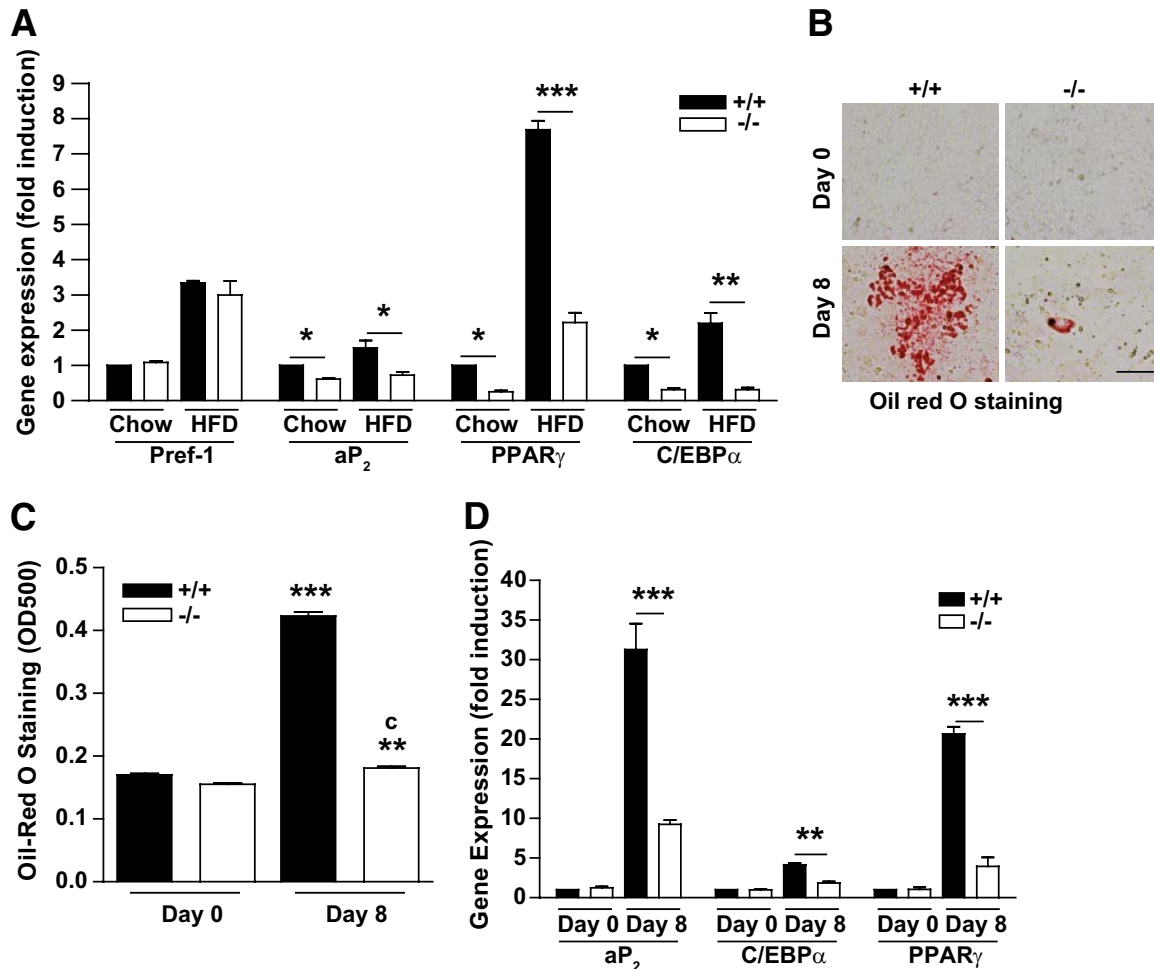 A
Gene expression (fold induction)
9
8
7
6
5
4
3
2
1
0
+/+
-/-
*
*
*
***
*
**
Chow HFD Chow HFD Chow HFD Chow HFD
Pref-1 aP2 PPARγ C/EBPα
B
+/+ -/-
Day 0
Day 8
Oil red O staining
C
Oil-Red O Staining (OD500)
0.5
0.4
0.3
0.2
0.1
0.0
+/+
-/-
***
c
**
Day 0 Day 8
D
Gene Expression (fold induction)
40
35
30
25
20
15
10
5
0
+/+
-/-
***
**
***
Day 0 Day 8 Day 0 Day 8 Day 0 Day 8
aP2 C/EBPα PPARγ